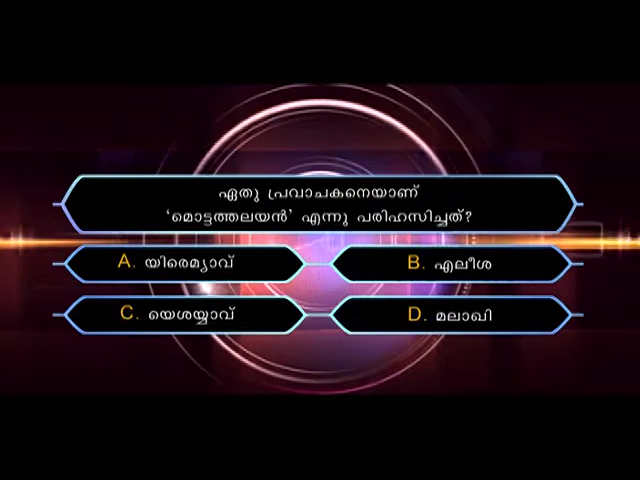 ഏതു പ്രവാചകനെയാണ്
‘മൊട്ടത്തലയൻ’ എന്നു പരിഹസിച്ചത്?
A. യിരെമ്യാവ്
B. എലീശ
C. യെശയ്യാവ്
D. മലാഖി